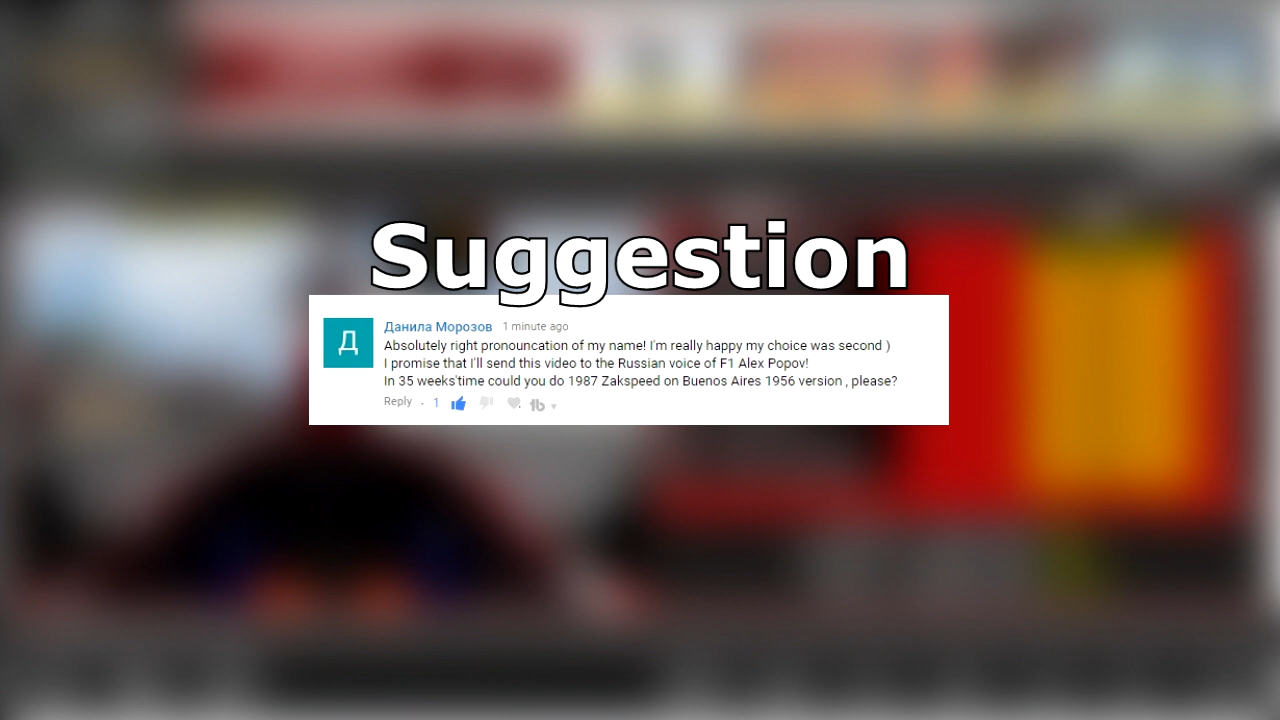 Suggestion
Д
Данила Морозов 1 minute ago
Absolutely right pronouncation of my name! I'm really happy my choice was second )
I promise that I'll send this video to the Russian voice of F1 Alex Popov!
In 35 weeks'time could you do 1987 Zakspeed on Buenos Aires 1956 version , please?
Reply . 1